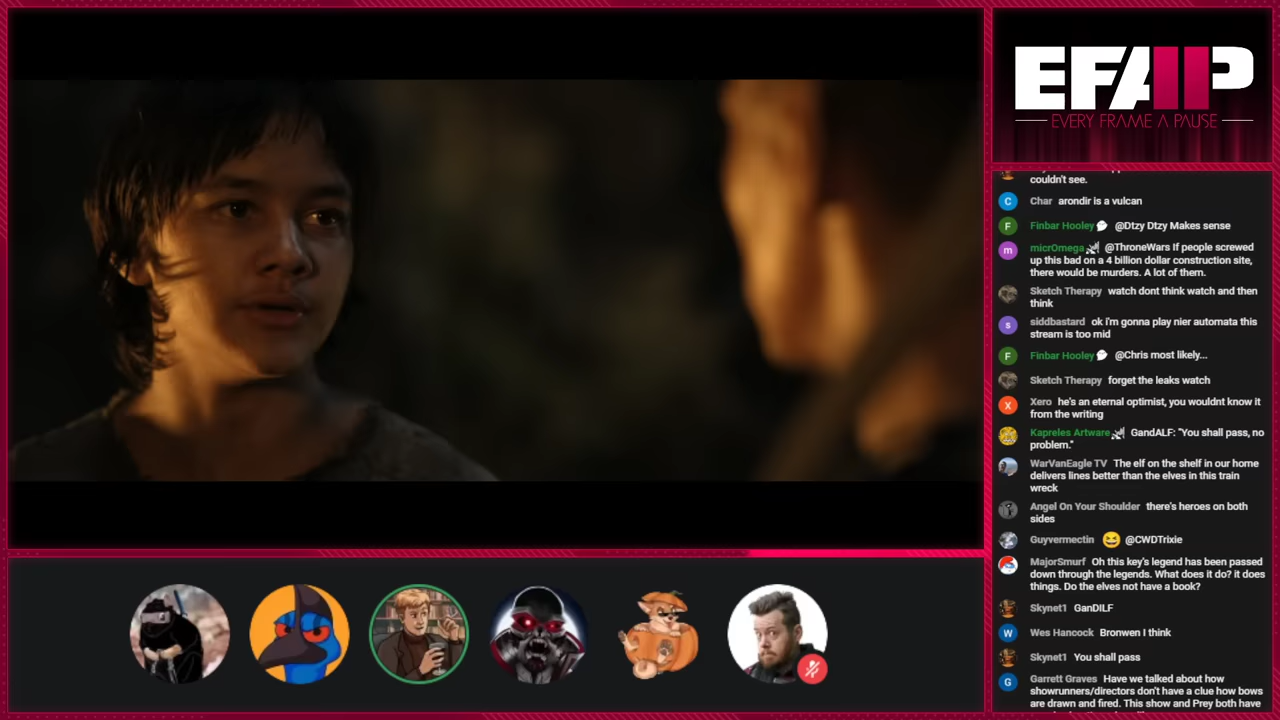 EFAP
EVERY FRAME A PAUSE
couldn't see.
C Char arondir is a vulcan
F Finbar Hooley @Dtzy Dtzy Makes sense
m micrOmega @ThroneWars If people screwed
up this bad on a 4 billion dollar construction site,
there would be murders. A lot of them.
Sketch Therapy watch dont think watch and then
think
s siddbastard ok i'm gonna play nier automata this
stream is too mid
F Finbar Hooley @Chris most likely...
Sketch Therapy forget the leaks watch
X Xero he's an eternal optimist, you wouldnt know it
from the writing
Kapreles Artware GandALF: "You shall pass, no
problem."
WarVanEagle TV The elf on the shelf in our home
delivers lines better than the elves in this train
wreck
Angel On Your Shoulder there's heroes on both
sides
Guyvermectin 😆 @CWDTrixie
MajorSmurf Oh this key's legend has been passed
down through the legends. What does it do? it does
things. Do the elves not have a book?
Skynet1 GanDILF
W Wes Hancock Bronwen I think
Skynet1 You shall pass
G Garrett Graves Have we talked about how
showrunners/directors don't have a clue how bows
are drawn and fired. This show and Prey both have